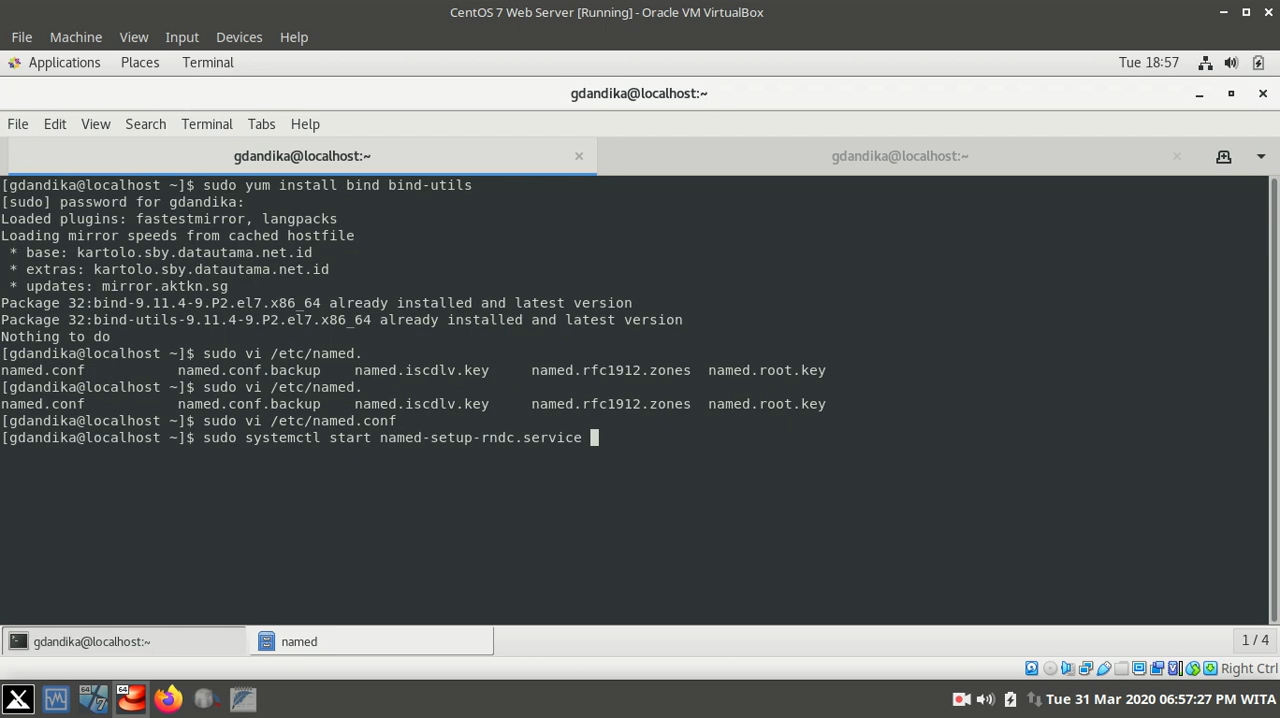 CentOS 7 Web Server [Running] - Oracle VM VirtualBox
File Machine View Input Devices Help
Applications Places Terminal Tue 18:57
gdandika@localhost:~
File Edit View Search Terminal Tabs Help
gdandika@localhost:~ gdandika@localhost:~
[gdandika@localhost ~]$ sudo yum install bind bind-utils
[sudo] password for gdandika:
Loaded plugins: fastestmirror, langpacks
Loading mirror speeds from cached hostfile
* base: kartolo.sby.datautama.net.id
* extras: kartolo.sby.datautama.net.id
* updates: mirror.aktkn.sg
Package 32:bind-9.11.4-9.P2.el7.x86_64 already installed and latest version
Package 32:bind-utils-9.11.4-9.P2.el7.x86_64 already installed and latest version
Nothing to do
[gdandika@localhost ~]$ sudo vi /etc/named.
named.conf named.conf.backup named.iscdlv.key named.rfc1912.zones named.root.key
[gdandika@localhost ~]$ sudo vi /etc/named.
named.conf named.conf.backup named.iscdlv.key named.rfc1912.zones named.root.key
[gdandika@localhost ~]$ sudo vi /etc/named.conf
[gdandika@localhost ~]$ sudo systemctl start named-setup-rndc.service
gdandika@localhost:~ named 1 / 4
Right Ctrl
64 7 64 Tue 31 Mar 2020 06:57:27 PM WITA